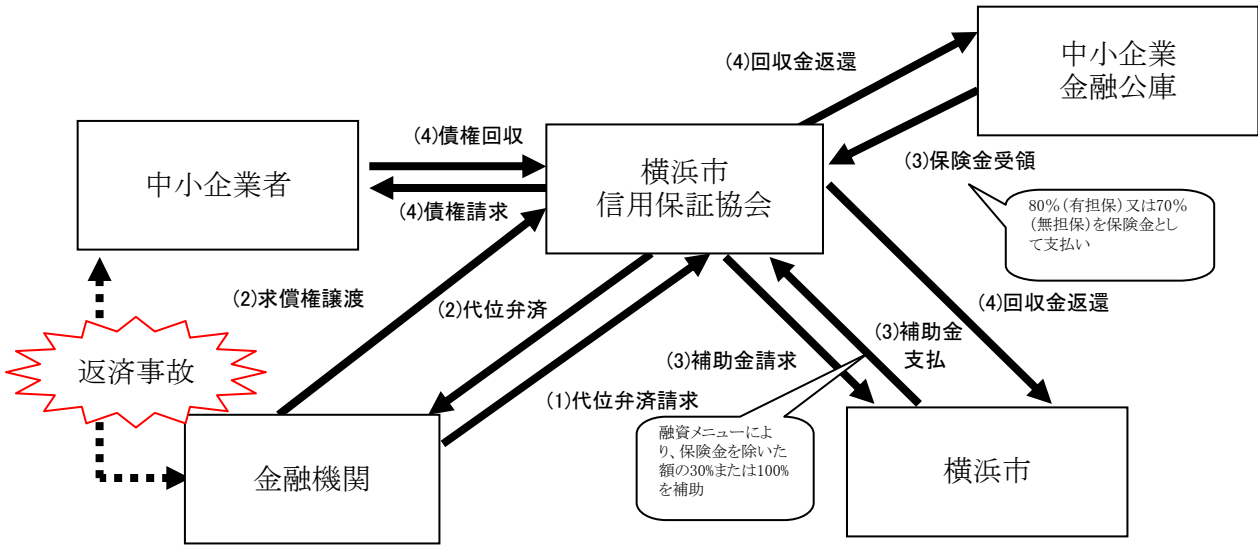 (4)回収金返還
中小企業
金融公庫
(4)債権回収
中小企業者
横浜市
信用保証協会
(3)保険金受領
(4)債権請求
80%(有担保)又は70%
(無担保)を保険金とし
て支払い
(2)求償権譲渡
(2)代位弁済
(4)回収金返還
(3)補助金
支払
返済事故
(3)補助金請求
(1)代位弁済請求
融資メニューによ
り、保険金を除いた
額の30%または100%
を補助
金融機関
横浜市